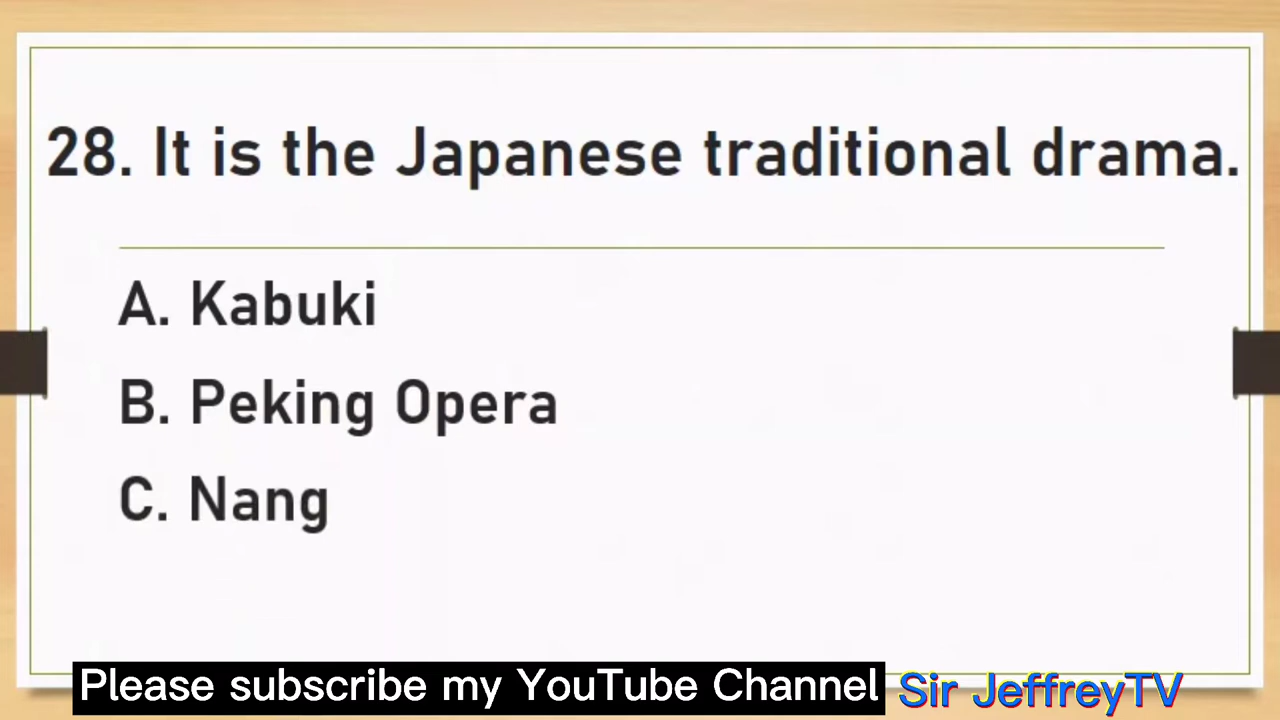 28. It is the Japanese traditional drama.
A. Kabuki
B. Peking Opera
C. Nang
Please subscribe my YouTube Channel Sir JeffreyTV